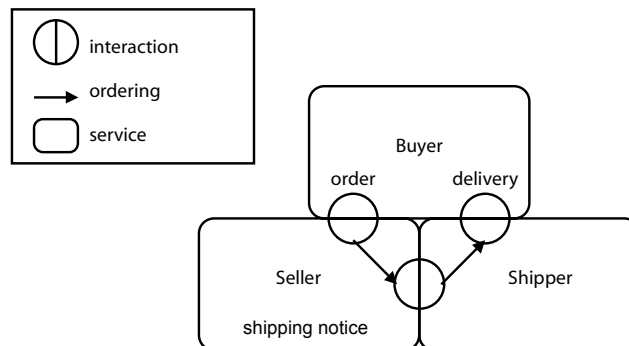 interaction
ordering
service
Buyer
order
delivery
Seller
Shipper
shipping notice